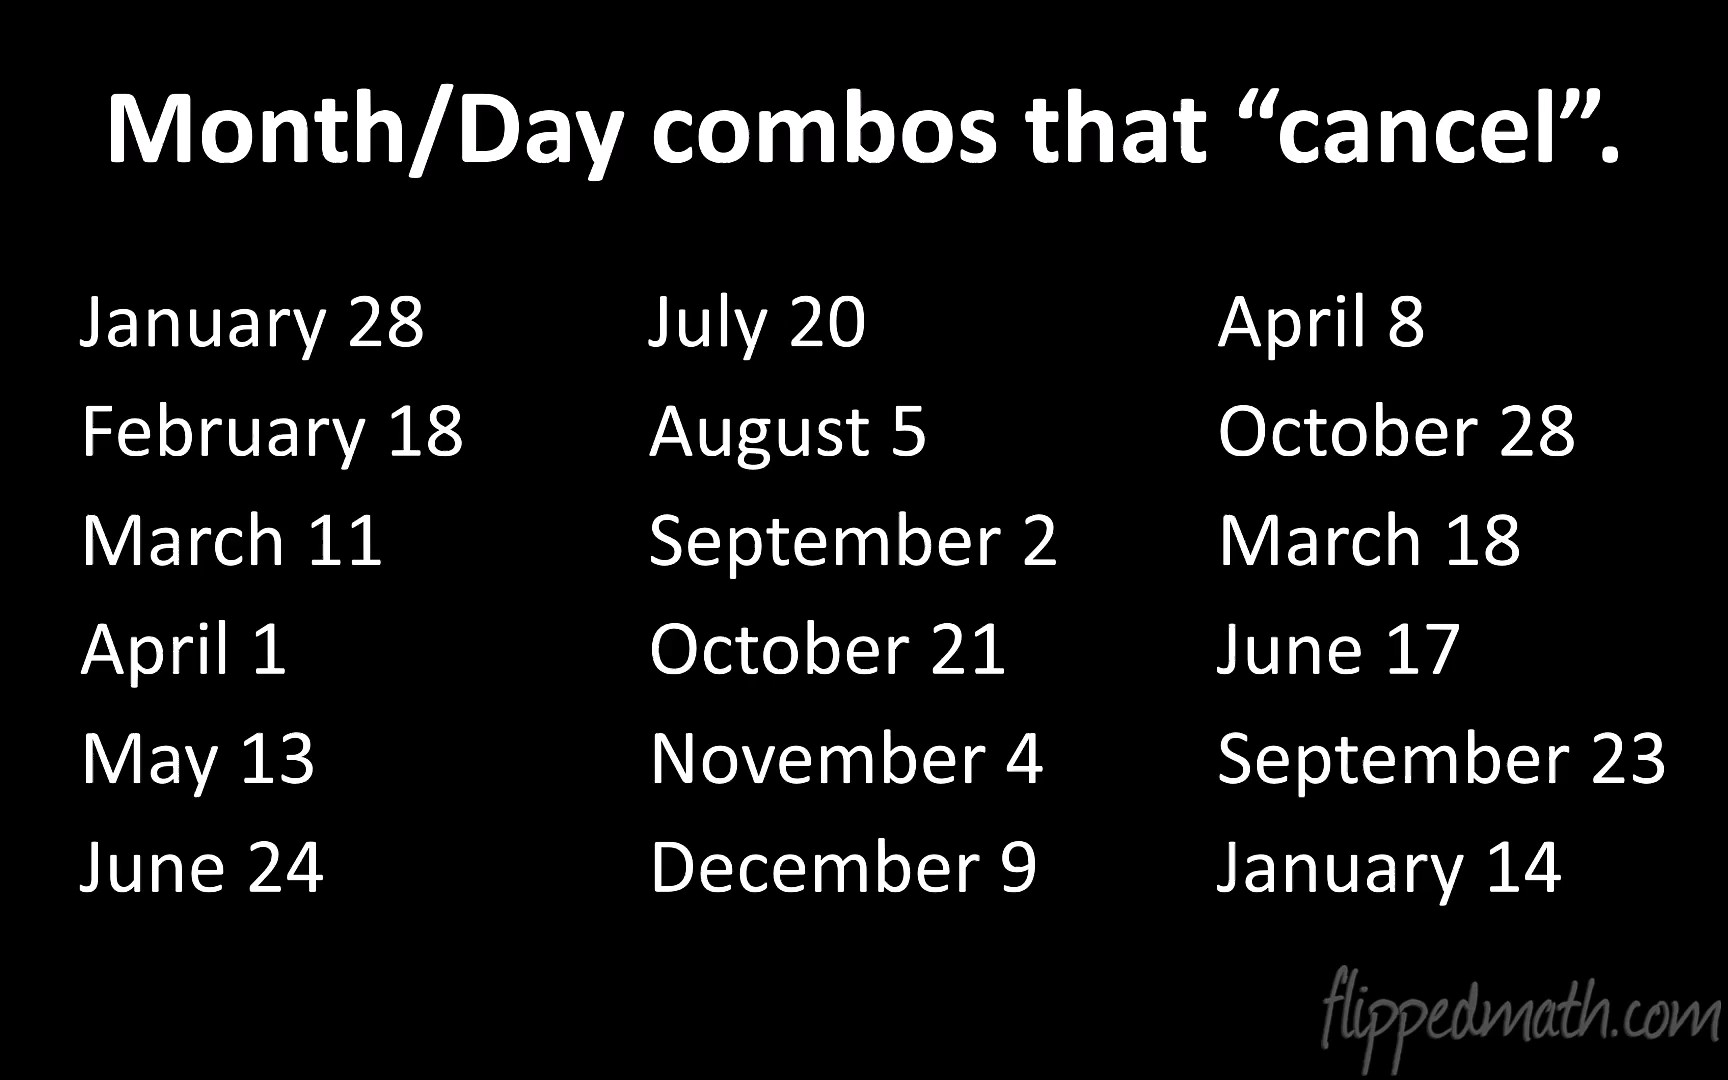 Month/Day combos that “cancel”.
January 28
February 18
March 11
April 1
May 13
June 24
July 20
August 5
September 2
October 21
November 4
December 9
April 8
October 28
March 18
June 17
September 23
January 14
flippedmath.com